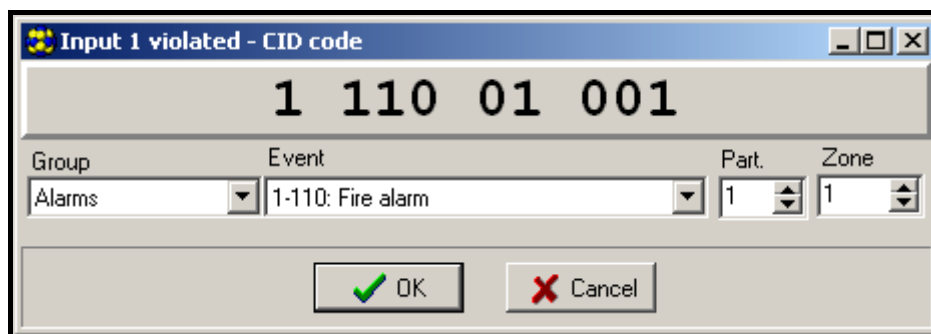 Input 1 violated - CID code
1 110 01 001
Group Event Part. Zone
Alarms 1-110: Fire alarm 1 1
OK Cancel